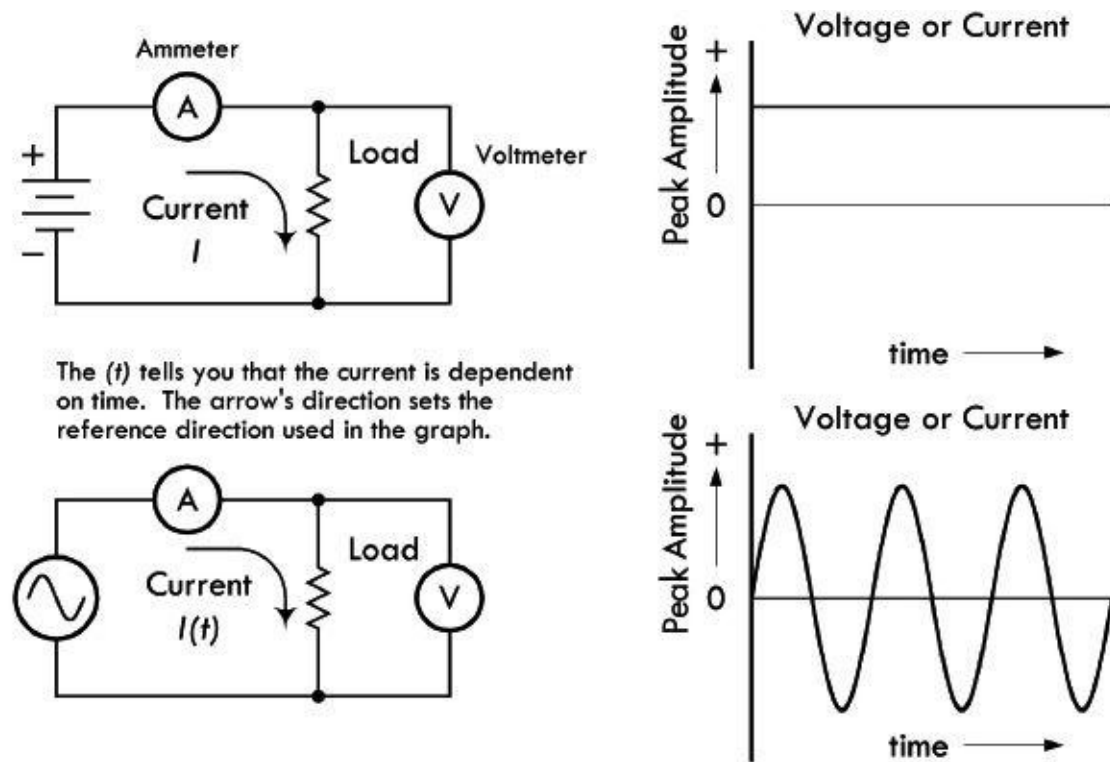 Ammeter
A
+
−
Current
I
Load
V
Voltmeter
Voltage or Current
Peak Amplitude
+
0
time
The (t) tells you that the current is dependent
on time. The arrow's direction sets the
reference direction used in the graph.
A
Current
I(t)
Load
V
Voltage or Current
Peak Amplitude
+
0
time